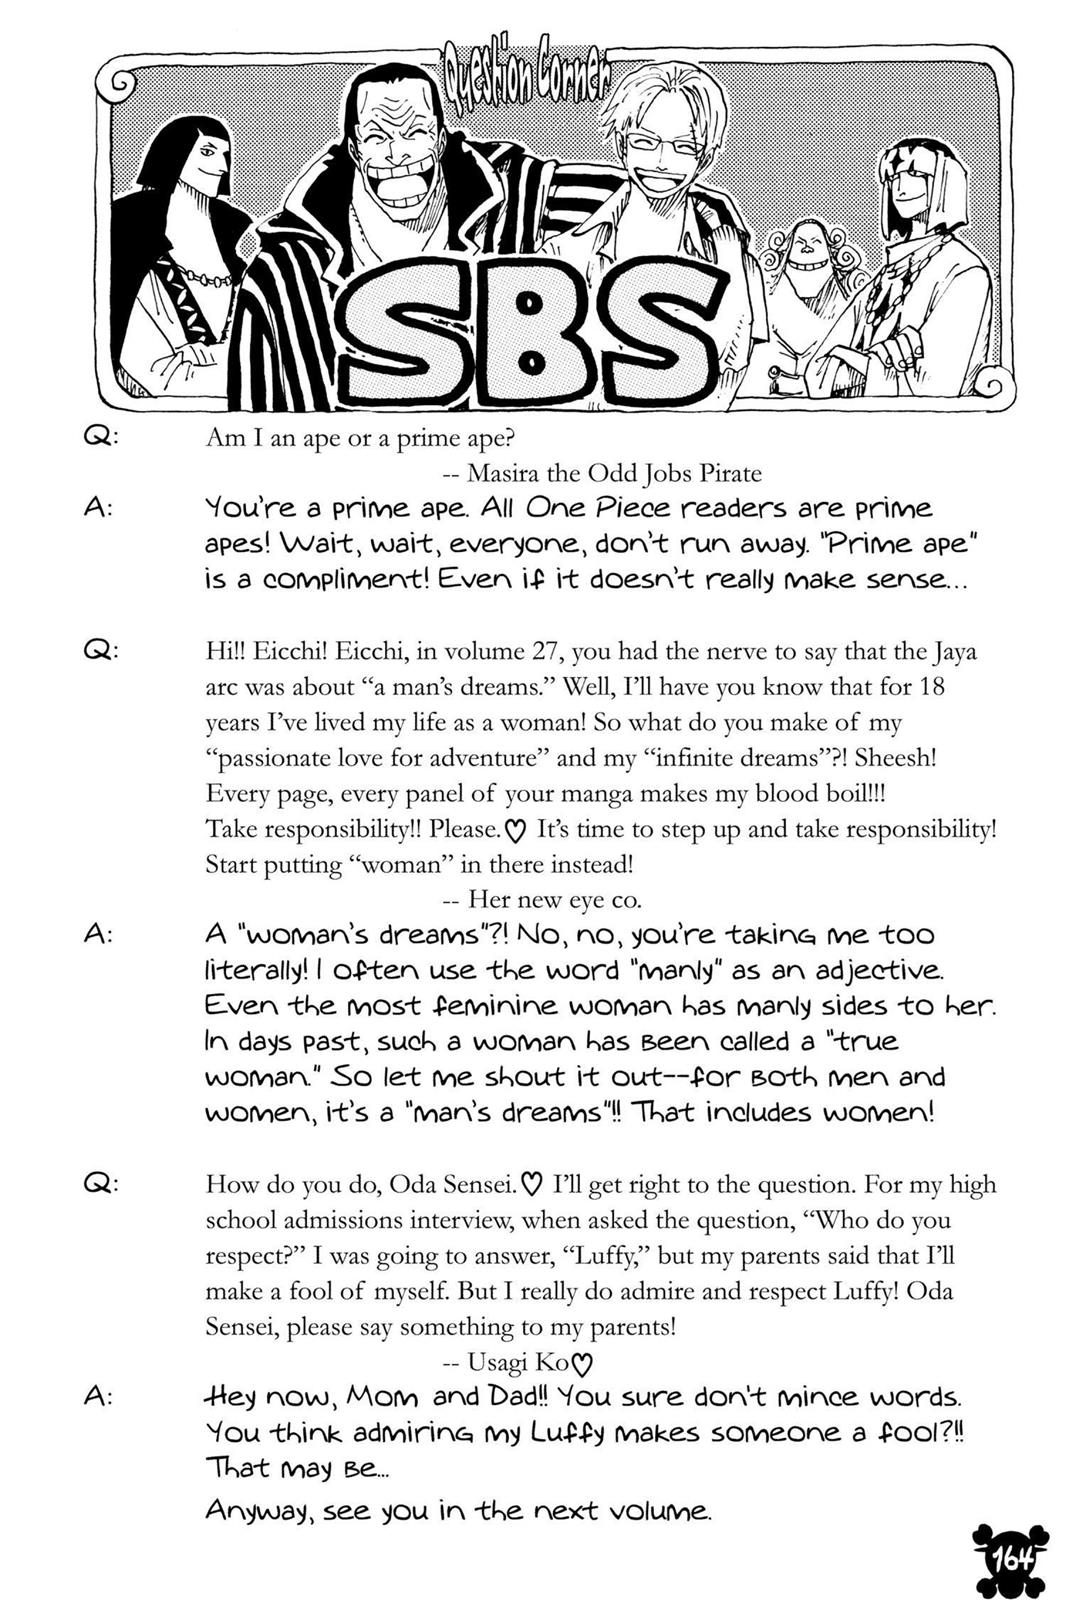 Question Corner
SBS
Q: Am I an ape or a prime ape?
-- Masira the Odd Jobs Pirate
A: You're a prime ape. All One Piece readers are prime
apes! Wait, wait, everyone, don't run away. "Prime ape"
is a compliment! Even if it doesn't really make sense...
Q: Hi!! Eicchi! Eicchi, in volume 27, you had the nerve to say that the Jaya
arc was about “a man’s dreams.” Well, I’ll have you know that for 18
years I’ve lived my life as a woman! So what do you make of my
“passionate love for adventure” and my “infinite dreams”?! Sheesh!
Every page, every panel of your manga makes my blood boil!!!
Take responsibility!! Please.♡ It’s time to step up and take responsibility!
Start putting “woman” in there instead!
-- Her new eye co.
A: A "woman's dreams"?! No, no, you're taking me too
literally! I often use the word "manly" as an adjective.
Even the most feminine woman has manly sides to her.
In days past, such a woman has been called a "true
woman." So let me shout it out--for both men and
women, it's a "man's dreams"!! That includes women!
Q: How do you do, Oda Sensei.♡ I’ll get right to the question. For my high
school admissions interview, when asked the question, “Who do you
respect?” I was going to answer, “Luffy,” but my parents said that I’ll
make a fool of myself. But I really do admire and respect Luffy! Oda
Sensei, please say something to my parents!
-- Usagi Ko♡
A: Hey now, Mom and Dad!! You sure don't mince words.
You think admiring my Luffy makes someone a fool?!!
That may be...
Anyway, see you in the next volume.
164